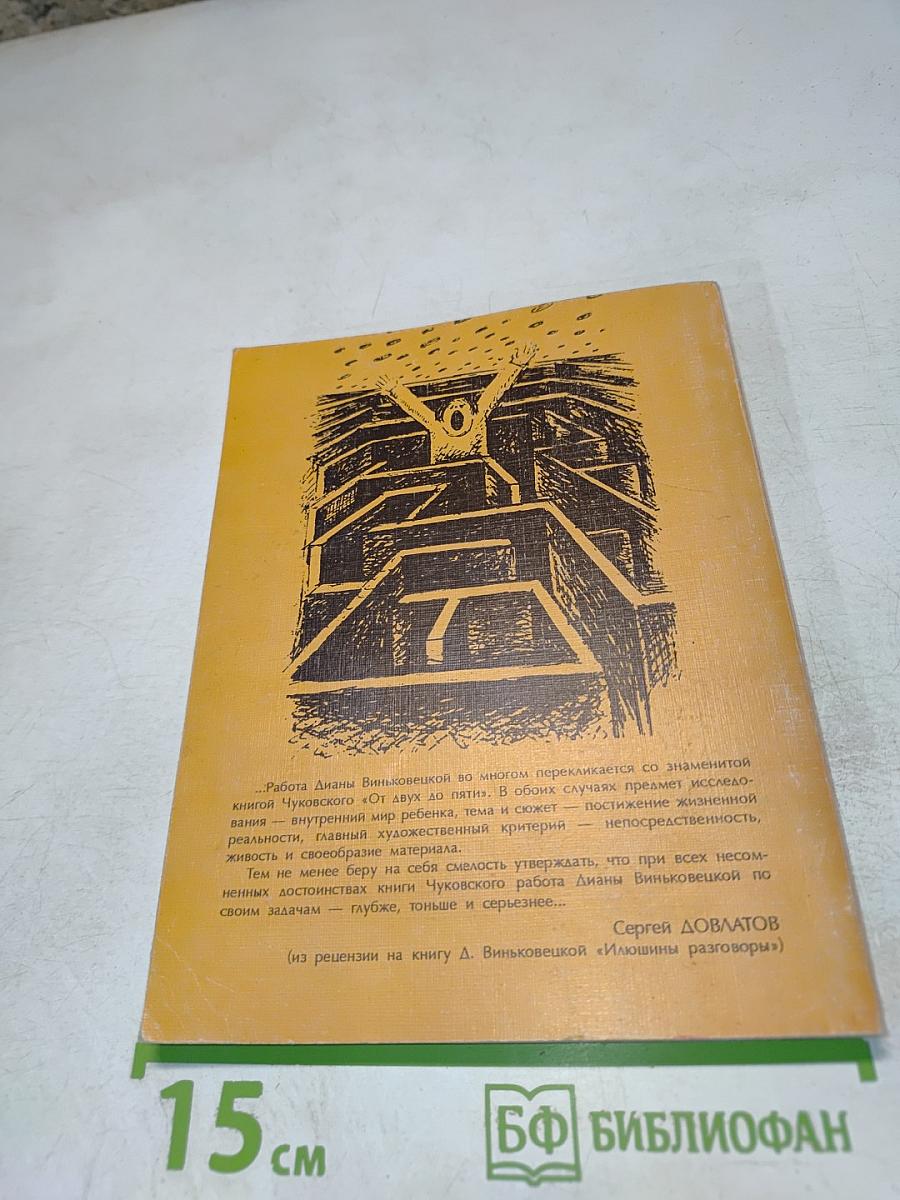 ...Работа Дианы Виньковецкой во многом перекликается со знаменитой
книгой Чуковского «От двух до пяти». В обоих случаях предмет исследо-
вания — внутренний мир ребенка, тема и сюжет — постижение жизненной
реальности, главный художественный критерий — непосредственность,
живость и своеобразие материала.
Тем не менее беру на себя смелость утверждать, что при всех несом-
ненных достоинствах книги Чуковского работа Дианы Виньковецкой по
своим задачам — глубже, тоньше и серьезнее...
Сергей ДОВЛАТОВ
(из рецензии на книгу Д. Виньковецкой «Илюшины разговоры»)
15 см
БФ БИБЛИОФАН